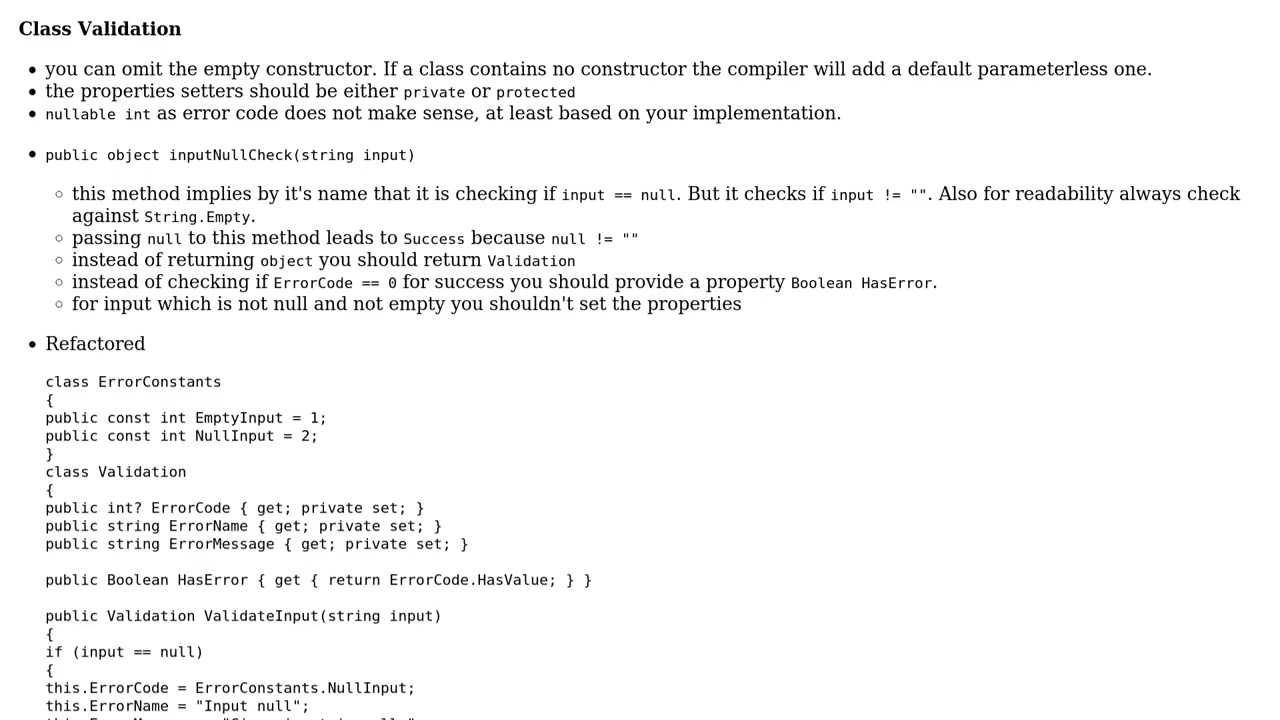 Class Validation
you can omit the empty constructor. If a class contains no constructor the compiler will add a default parameterless one.
the properties setters should be either private or protected
nullable int as error code does not make sense, at least based on your implementation.
public object inputNullCheck(string input)
this method implies by it's name that it is checking if input == null. But it checks if input != "". Also for readability always check
against String.Empty.
passing null to this method leads to Success because null != ""
instead of returning object you should return Validation
instead of checking if ErrorCode == 0 for success you should provide a property Boolean HasError.
for input which is not null and not empty you shouldn't set the properties
Refactored
class ErrorConstants
{
public const int EmptyInput = 1;
public const int NullInput = 2;
}
class Validation
{
public int? ErrorCode { get; private set; }
public string ErrorName { get; private set; }
public string ErrorMessage { get; private set; }
public Boolean HasError { get { return ErrorCode.HasValue; } }
public Validation ValidateInput(string input)
{
if (input == null)
{
this.ErrorCode = ErrorConstants.NullInput;
this.ErrorName = "Input null";